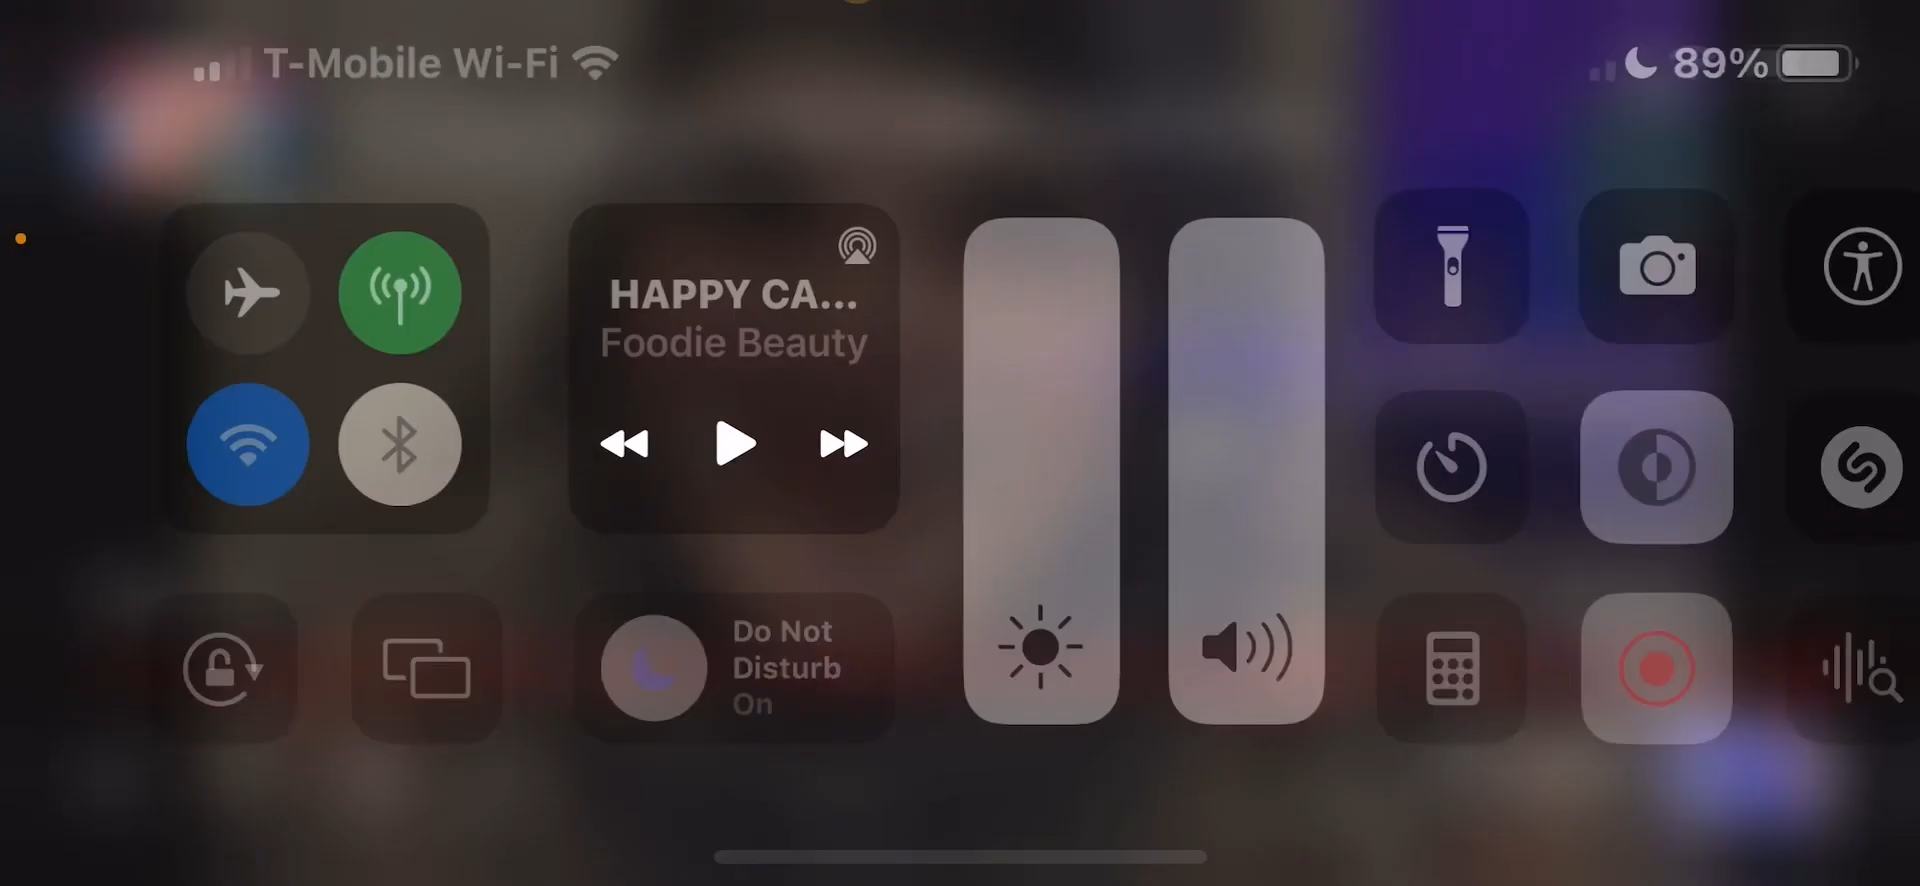 T-Mobile Wi-Fi
89%
HAPPY CA...
Foodie Beauty
Do Not
Disturb
On